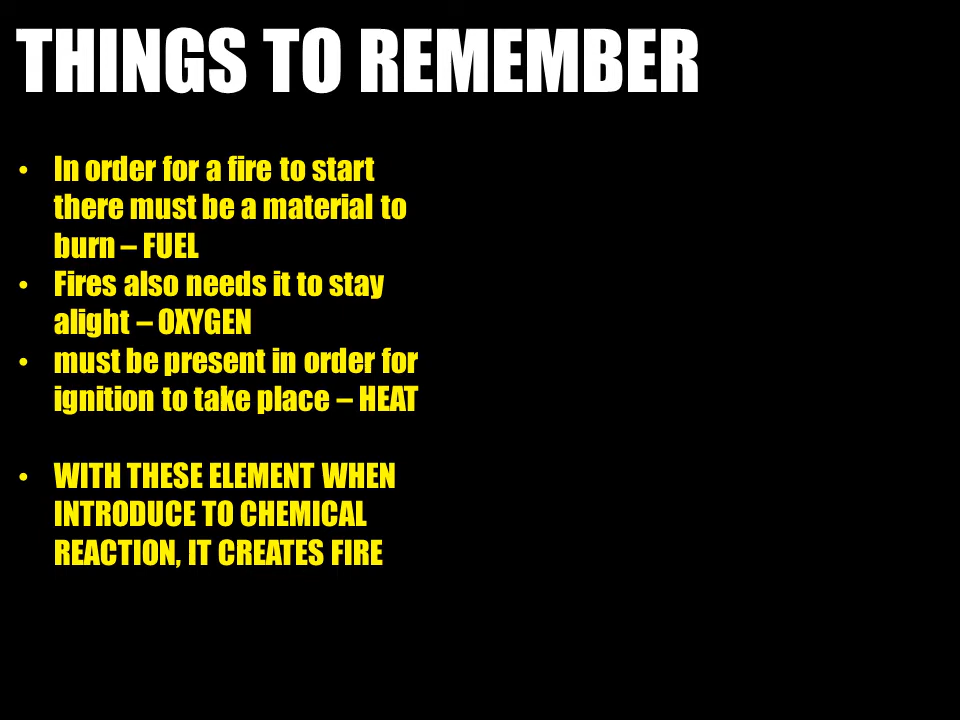 THINGS TO REMEMBER
• In order for a fire to start
there must be a material to
burn – FUEL
• Fires also needs it to stay
alight – OXYGEN
• must be present in order for
ignition to take place – HEAT
• WITH THESE ELEMENT WHEN
INTRODUCE TO CHEMICAL
REACTION, IT CREATES FIRE